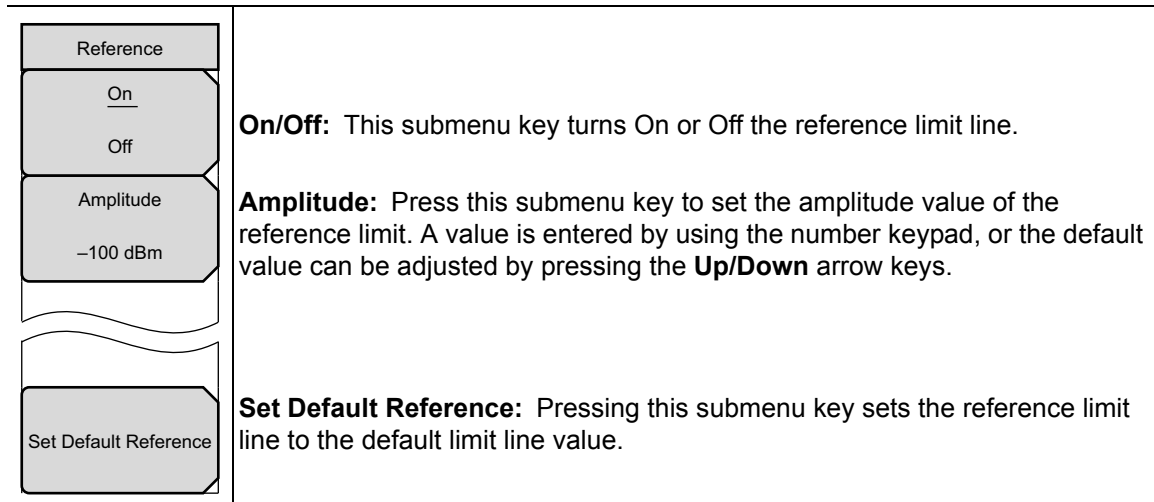 Reference
On
Off
Amplitude
–100 dBm
Set Default Reference
On/Off: This submenu key turns On or Off the reference limit line.
Amplitude: Press this submenu key to set the amplitude value of the
reference limit. A value is entered by using the number keypad, or the default
value can be adjusted by pressing the Up/Down arrow keys.
Set Default Reference: Pressing this submenu key sets the reference limit
line to the default limit line value.